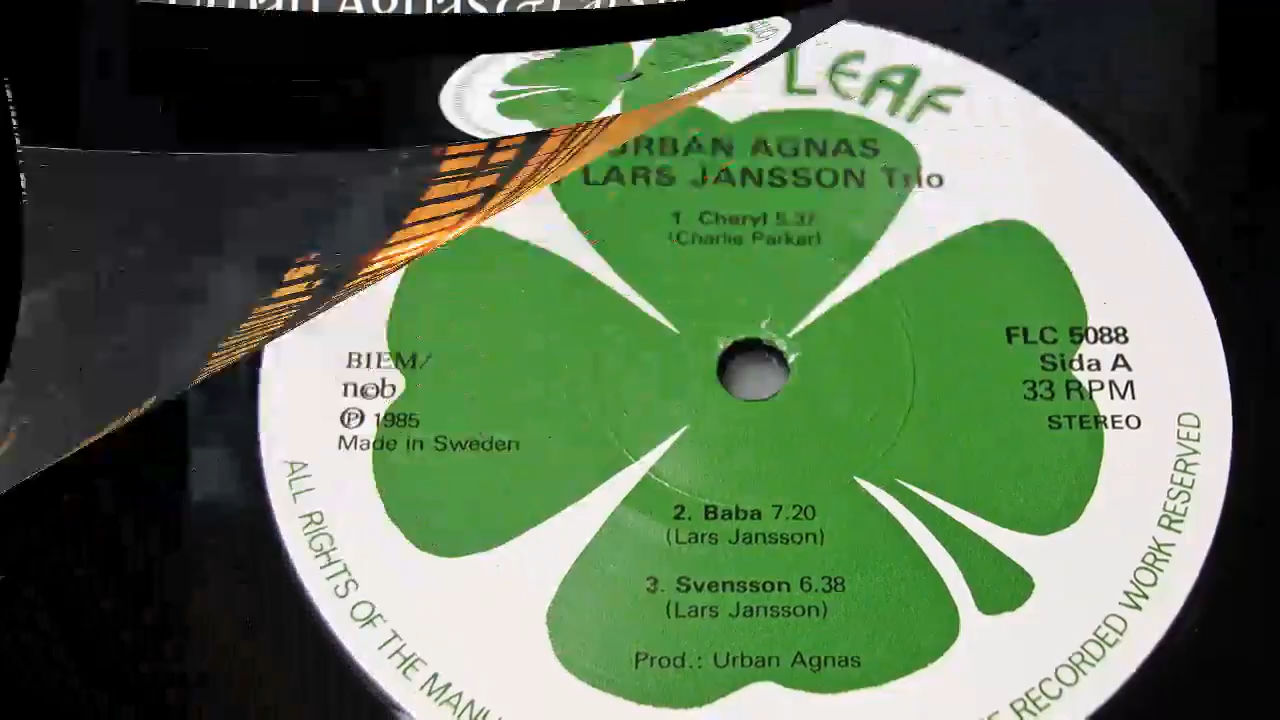 LEAF
URBAN AGNAS
LARS JANSSON Trio
1. Cheryl 5.37
(Charlie Parker)
BIEM/
n©b
℗ 1985
Made in Sweden
FLC 5088
Sida A
33 RPM
STEREO
2. Baba 7.20
(Lars Jansson)
3. Svensson 6.38
(Lars Jansson)
Prod.: Urban Agnas
ALL RIGHTS OF THE
RECORDED WORK RESERVED